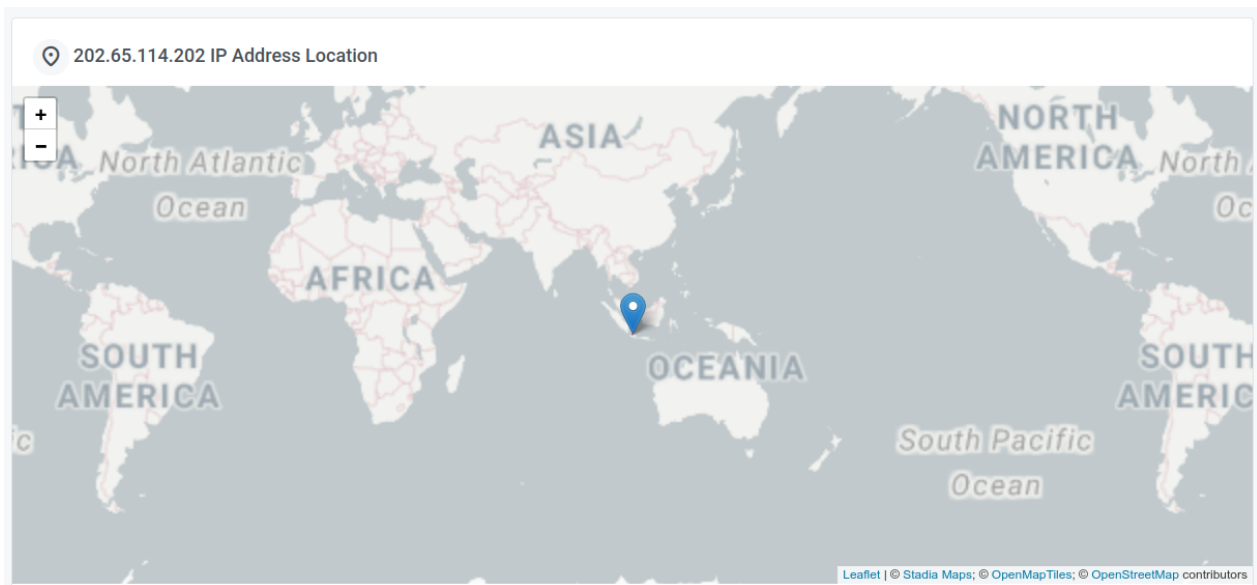 202.65.114.202 IP Address Location
+
−
ASIA
NORTH
AMERICA
North Atlantic
Ocean
AFRICA
SOUTH
AMERICA
OCEANIA
SOUTH
AMERIC
South Pacific
Ocean
North
Oc
Leaflet | © Stadia Maps; © OpenMapTiles; © OpenStreetMap contributors